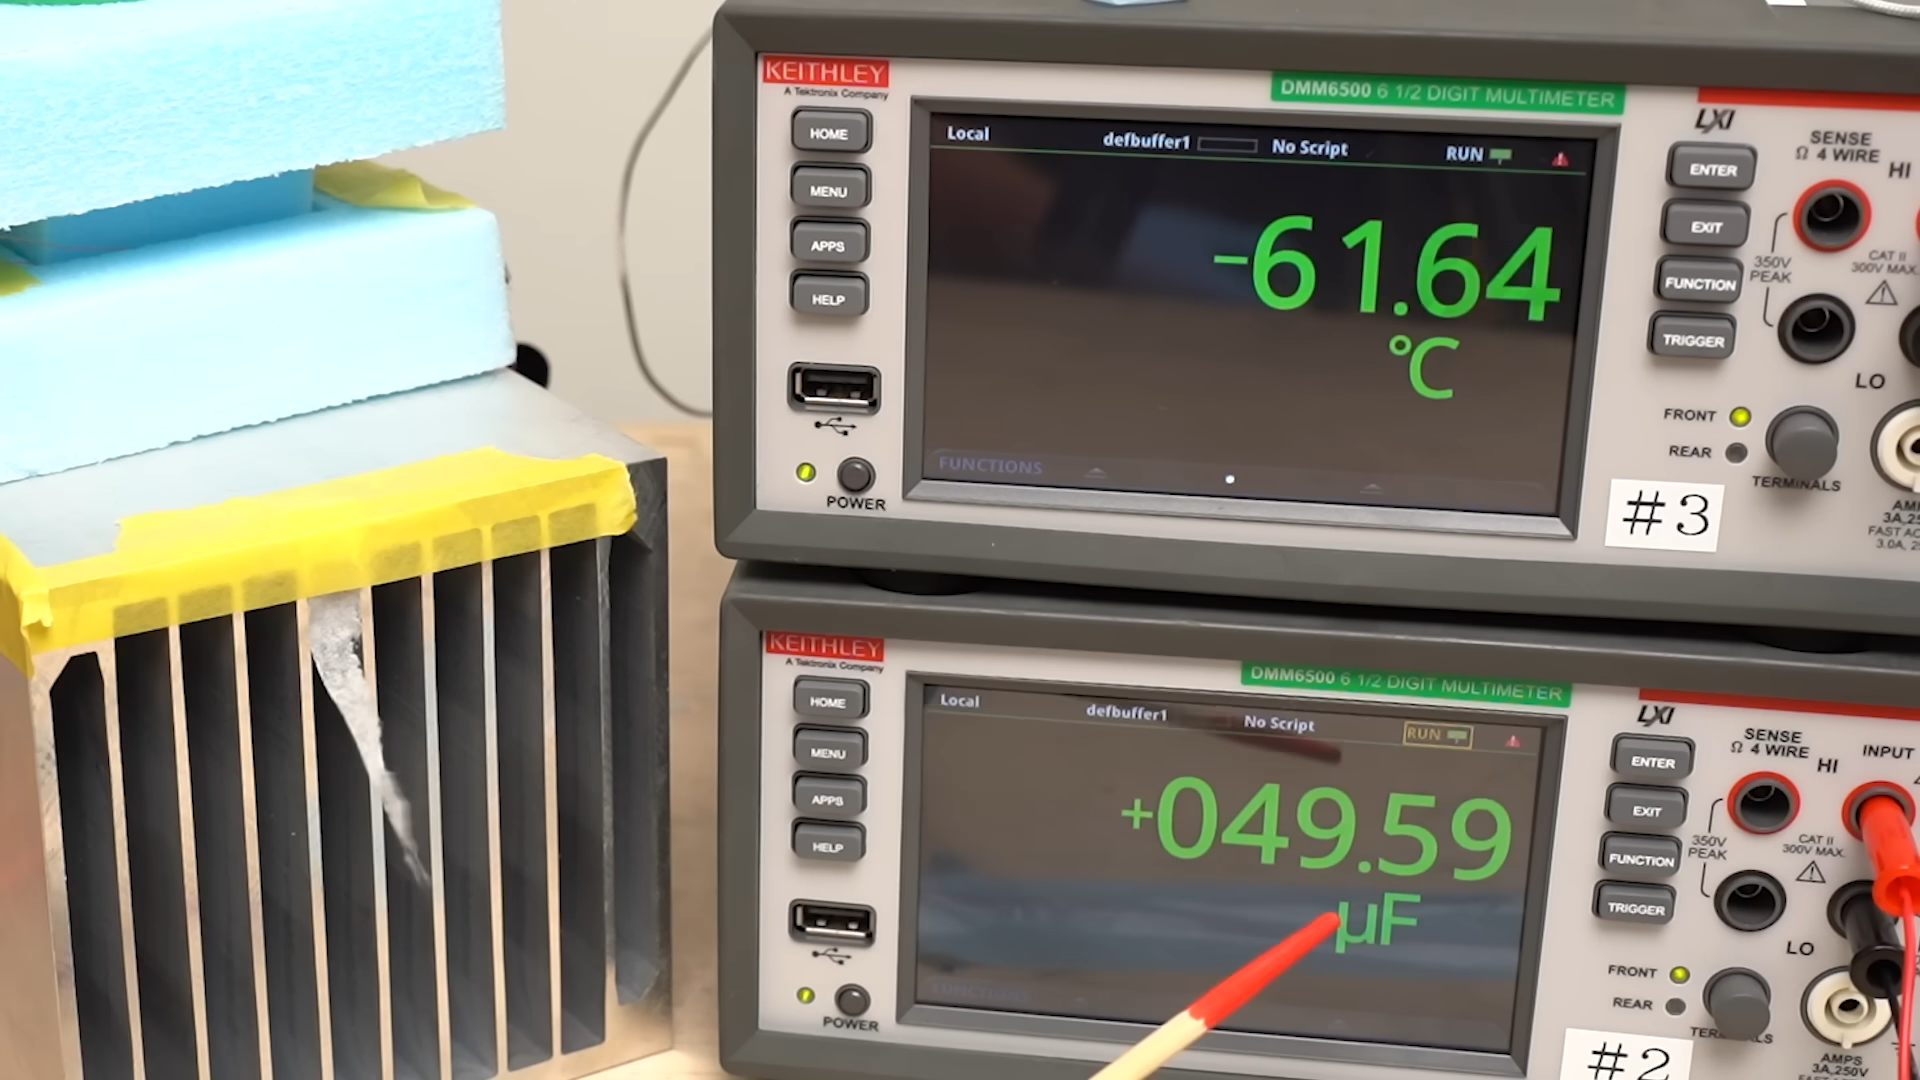 KEITHLEY
A Tektronix Company
DMM6500 6 1/2 DIGIT MULTIMETER
LXI
HOME
MENU
APPS
HELP
POWER
Local
defbuffer1
No Script
RUN
-61.64
°C
FUNCTIONS
ENTER
EXIT
FUNCTION
TRIGGER
SENSE
Ω 4 WIRE
HI
350V
PEAK
CAT II
300V MAX.
LO
FRONT
REAR
TERMINALS
#3
KEITHLEY
A Tektronix Company
DMM6500 6 1/2 DIGIT MULTIMETER
LXI
HOME
MENU
APPS
HELP
POWER
Local
defbuffer1
No Script
RUN
+049.59
µF
FUNCTIONS
ENTER
EXIT
FUNCTION
TRIGGER
SENSE
Ω 4 WIRE
HI
INPUT
350V
PEAK
CAT II
300V MAX.
LO
FRONT
REAR
AMPS
3A,250V
#2